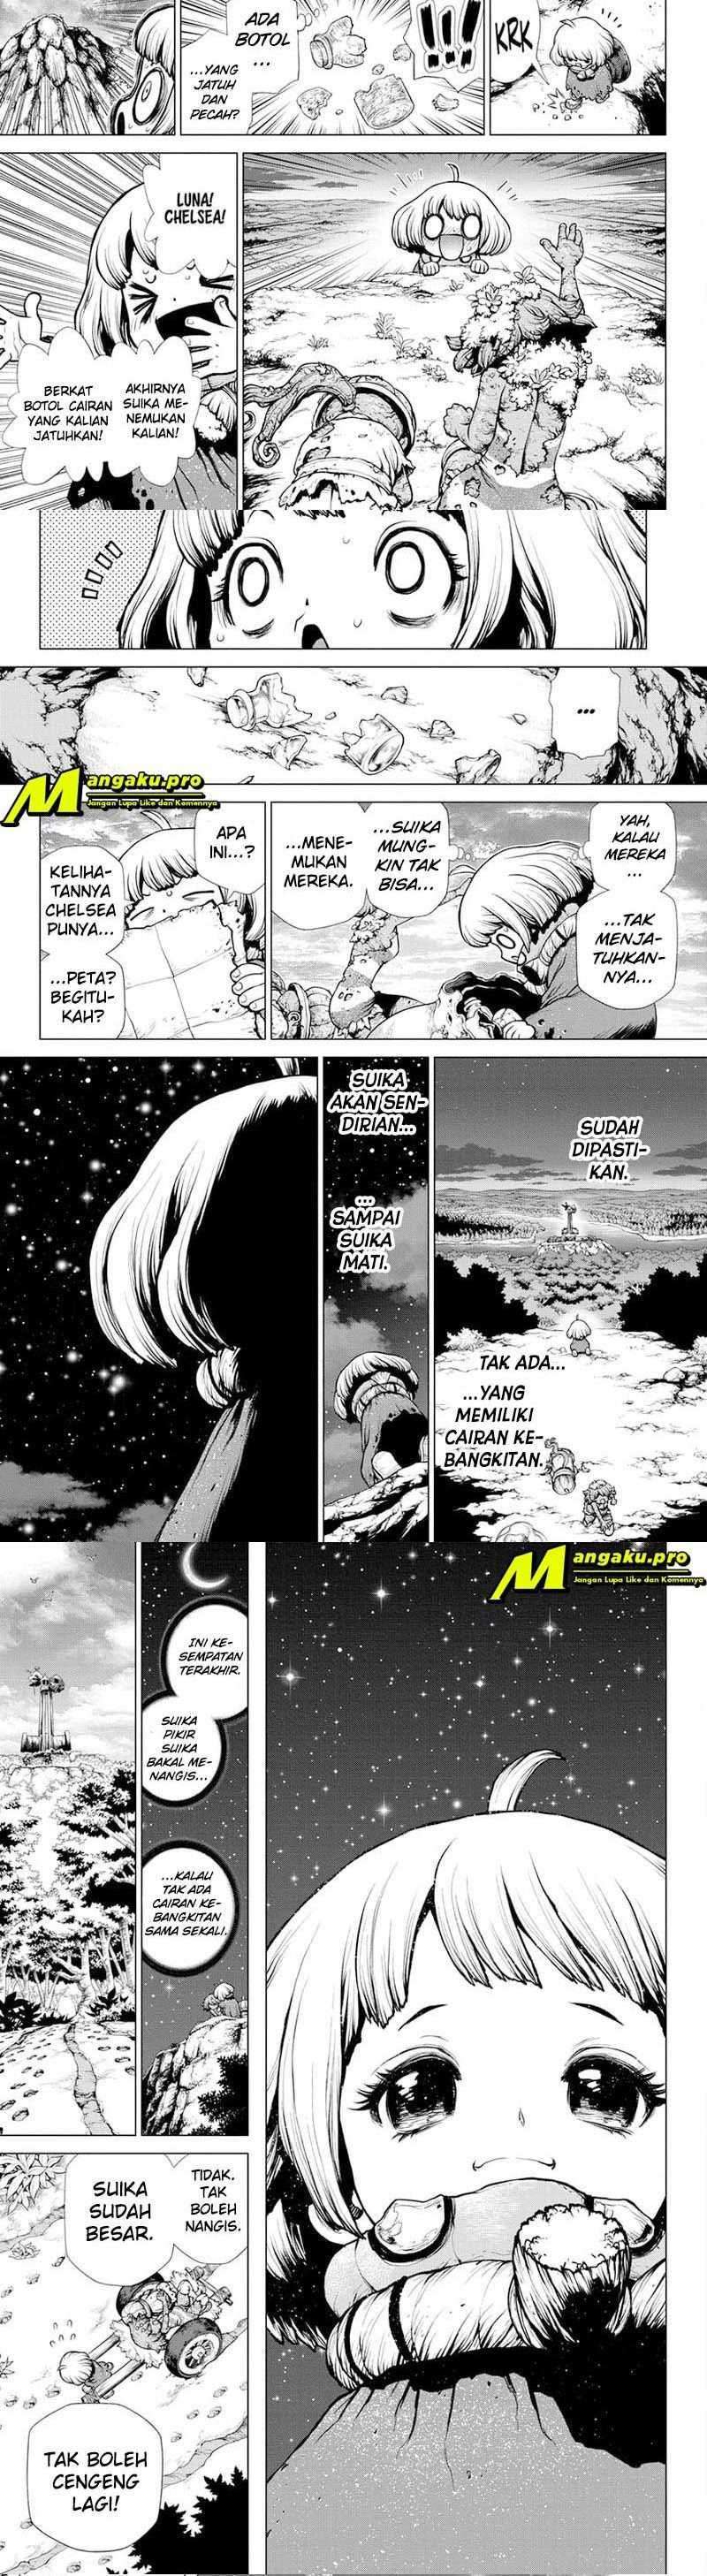 KRK
!!!
ADA
BOTOL
...
...YANG
JATUH
DAN
PECAH?
LUNA!
CHELSEA!
AKHIRNYA
SUIKA ME-
NEMUKAN
KALIAN!
BERKAT
BOTOL CAIRAN
YANG KALIAN
JATUHKAN!
...
Mangaku.pro
Jangan Lupa Like dan Komennya
YAH,
KALAU
MEREKA
...
...TAK
MENJA-
TUHKAN-
NYA...
...SUIKA
MUNG-
KIN TAK
BISA...
...MENE-
MUKAN
MEREKA.
APA
INI...?
KELIHA-
TANNYA
CHELSEA
PUNYA...
...PETA?
BEGITU-
KAH?
SUDAH
DIPASTI-
KAN.
TAK ADA...
...YANG
MEMILIKI
CAIRAN KE-
BANGKITAN.
SUIKA
AKAN SEN-
DIRIAN...
...
SAMPAI
SUIKA
MATI.
Mangaku.pro
Jangan Lupa Like dan Komennya
INI KE-
SEMPATAN
TERAKHIR.
SUIKA
PIKIR
SUIKA
BAKAL ME-
NANGIS...
...KALAU
TAK ADA
CAIRAN KE-
BANGKITAN
SAMA SEKALI.
TIDAK.
TAK
BOLEH
NANGIS.
SUIKA
SUDAH
BESAR.
TAK BOLEH
CENGENG
LAGI!